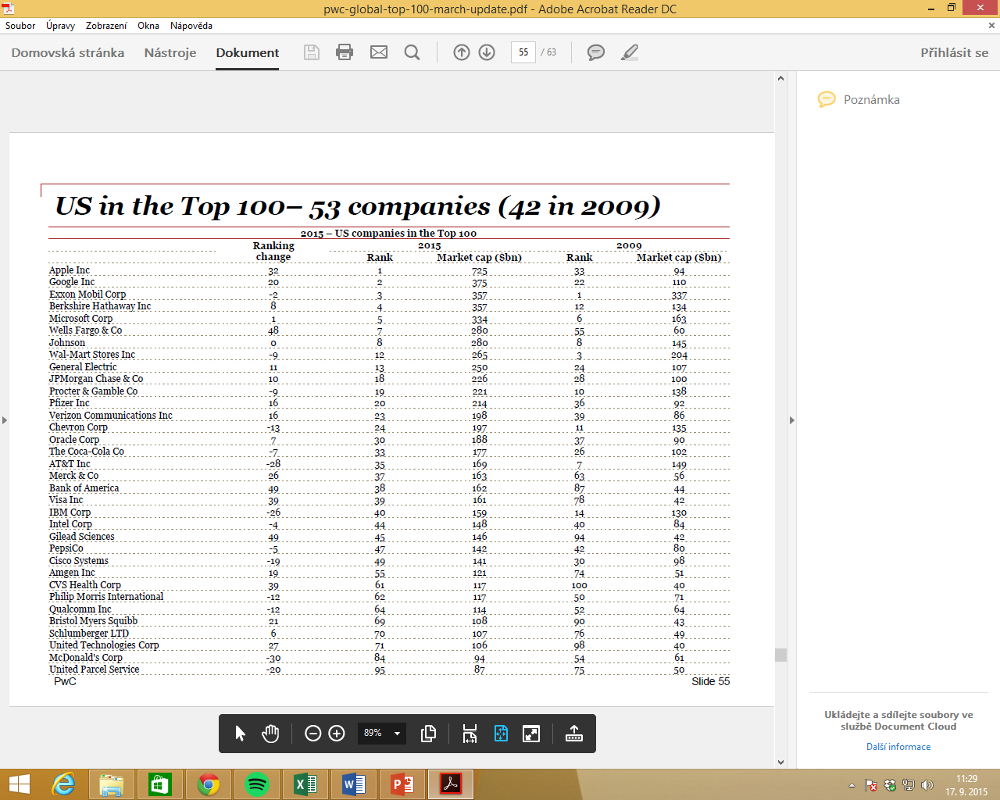 pwc-global-top-100-march-update.pdf - Adobe Acrobat Reader DC
Soubor Úpravy Zobrazení Okna Nápověda
Domovská stránka Nástroje Dokument 55 / 63 Přihlásit se
Poznámka
US in the Top 100– 53 companies (42 in 2009)
2015 – US companies in the Top 100
Ranking change 2015 2009
Rank Market cap ($bn) Rank Market cap ($bn)
Apple Inc 32 1 725 33 94
Google Inc 20 2 375 22 110
Exxon Mobil Corp -2 3 357 1 337
Berkshire Hathaway Inc 8 4 357 12 134
Microsoft Corp 1 5 334 6 163
Wells Fargo & Co 48 7 280 55 60
Johnson 0 8 280 8 145
Wal-Mart Stores Inc -9 12 265 3 204
General Electric 11 13 250 24 107
JPMorgan Chase & Co 10 18 226 28 100
Procter & Gamble Co -9 19 221 10 138
Pfizer Inc 16 20 214 36 92
Verizon Communications Inc 16 23 198 39 86
Chevron Corp -13 24 197 11 135
Oracle Corp 7 30 188 37 90
The Coca-Cola Co -7 33 177 26 102
AT&T Inc -28 35 169 7 149
Merck & Co 26 37 163 63 56
Bank of America 49 38 162 87 44
Visa Inc 39 39 161 78 42
IBM Corp -26 40 159 14 130
Intel Corp -4 44 148 40 84
Gilead Sciences 49 45 146 94 42
PepsiCo -5 47 142 42 80
Cisco Systems -19 49 141 30 98
Amgen Inc 19 55 121 74 51
CVS Health Corp 39 61 117 100 40
Philip Morris International -12 62 117 50 71
Qualcomm Inc -12 64 114 52 64
Bristol Myers Squibb 21 69 108 90 43
Schlumberger LTD 6 70 107 76 49
United Technologies Corp 27 71 106 98 40
McDonald's Corp -30 84 94 54 61
United Parcel Service -20 95 87 75 50
PwC Slide 55
Ukládejte a sdílejte soubory ve
službě Document Cloud
Další informace
89%
11:29
17. 9. 2015